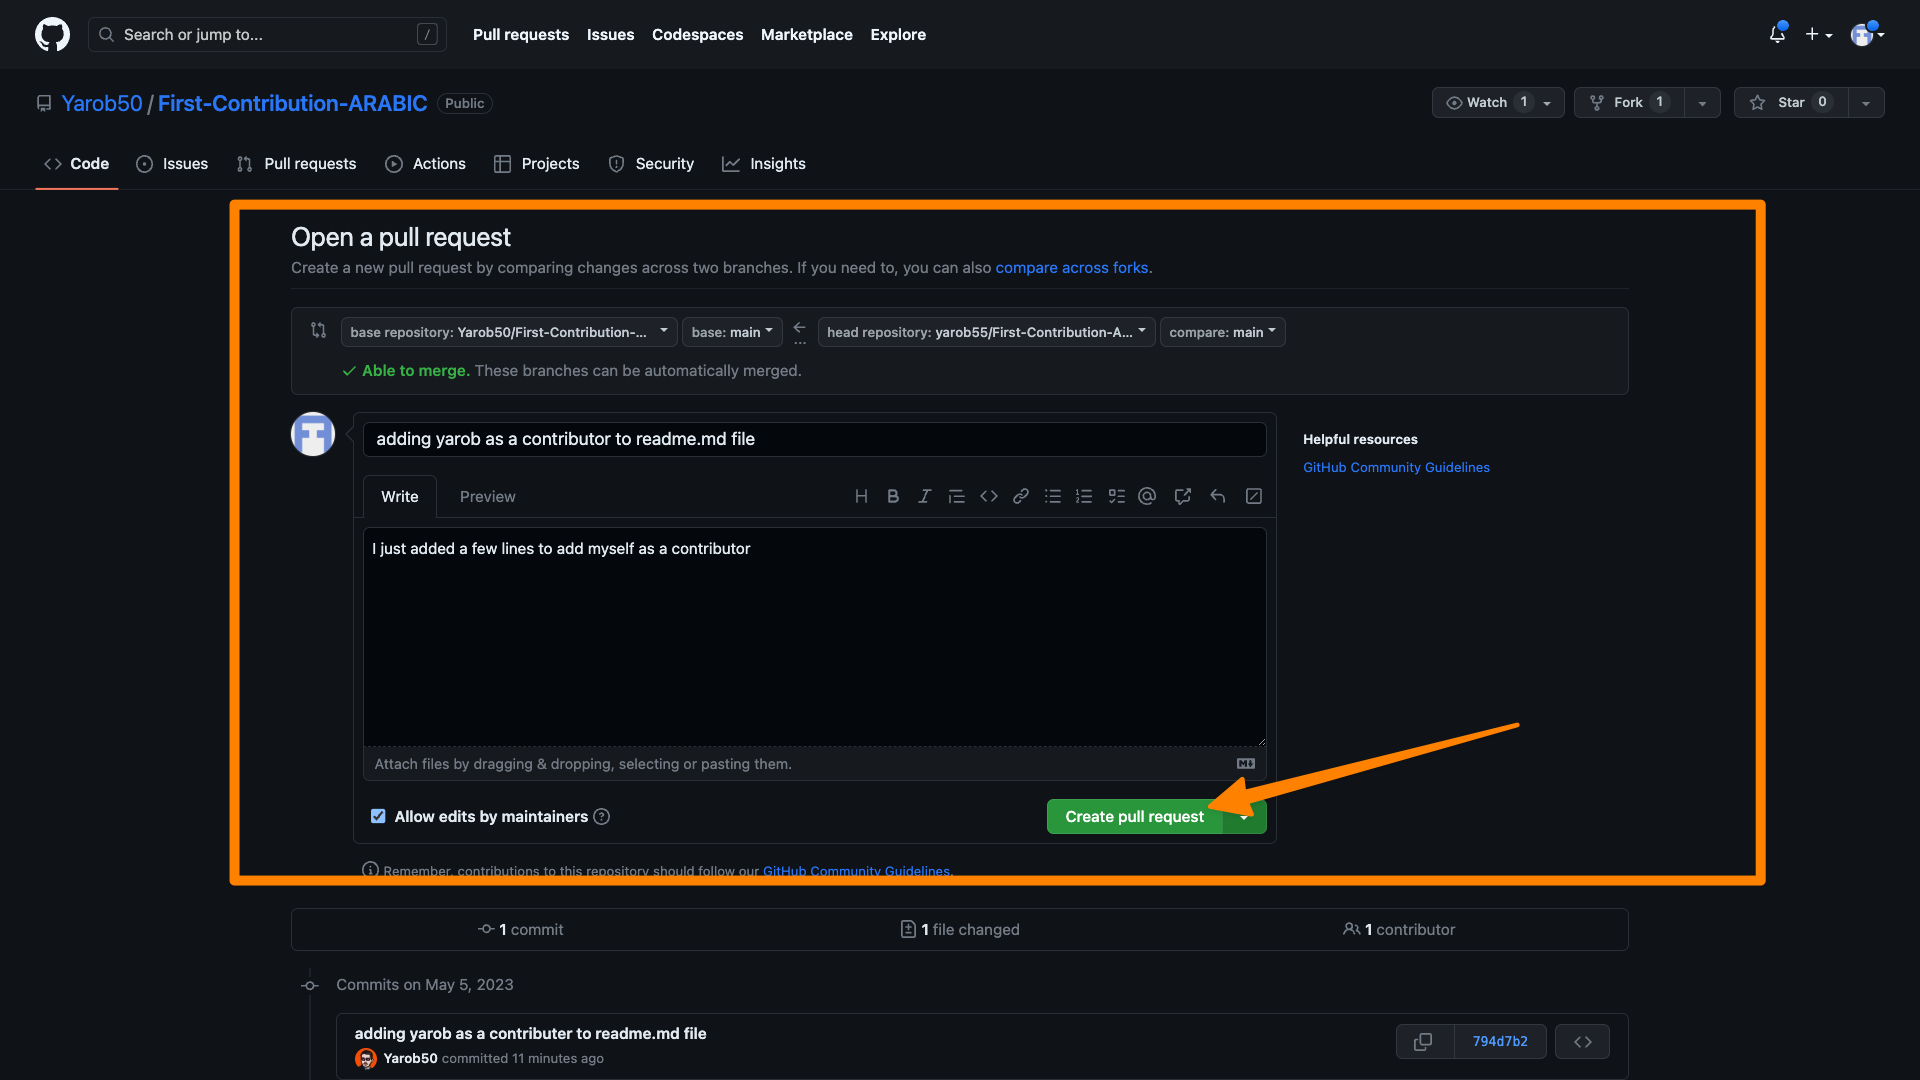 Search or jump to... /
Pull requests Issues Codespaces Marketplace Explore
Yarob50 / First-Contribution-ARABIC Public
Watch 1 Fork 1 Star 0
Code Issues Pull requests Actions Projects Security Insights
Open a pull request
Create a new pull request by comparing changes across two branches. If you need to, you can also compare across forks.
base repository: Yarob50/First-Contribution-... base: main head repository: yarob55/First-Contribution-A... compare: main
Able to merge. These branches can be automatically merged.
adding yarob as a contributor to readme.md file
Helpful resources
GitHub Community Guidelines
Write Preview
I just added a few lines to add myself as a contributor
Attach files by dragging & dropping, selecting or pasting them.
Allow edits by maintainers
Create pull request
Remember, contributions to this repository should follow our GitHub Community Guidelines.
1 commit 1 file changed 1 contributor
Commits on May 5, 2023
adding yarob as a contributer to readme.md file
794d7b2
Yarob50 committed 11 minutes ago